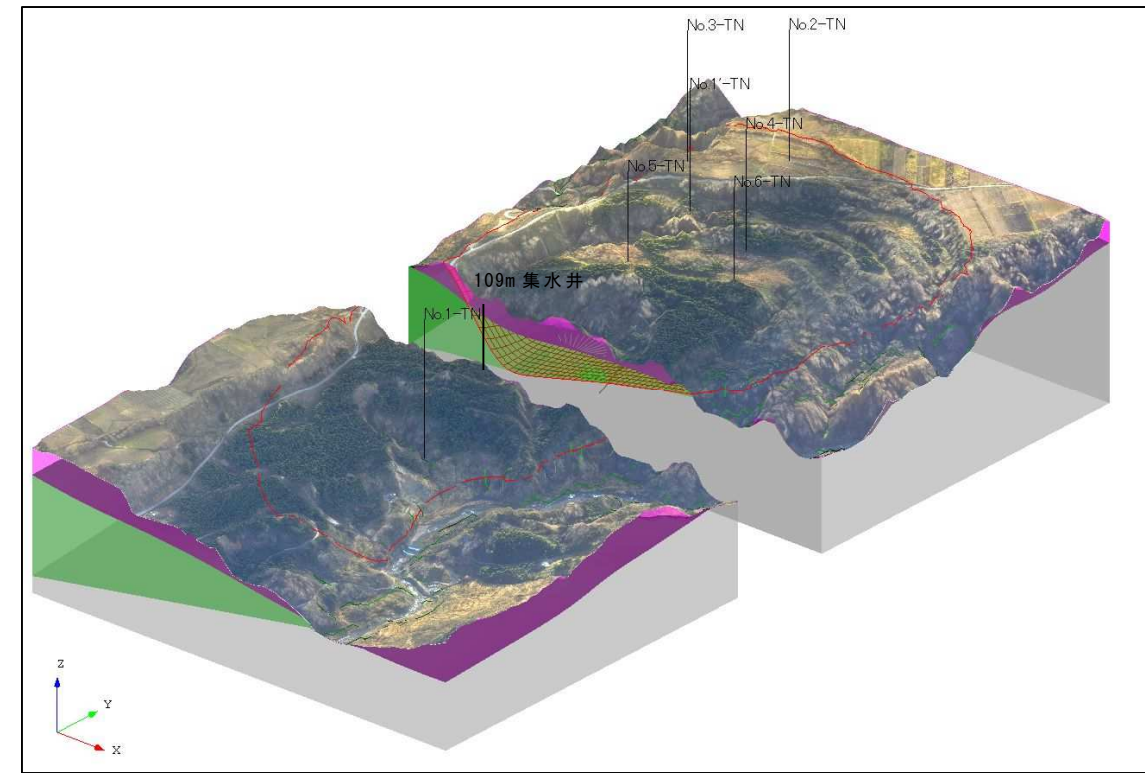 No.3-TN
No.2-TN
No.1'-TN
No.4-TN
No.5-TN
No.6-TN
109m 集水井
No.1-TN
Z
Y
X